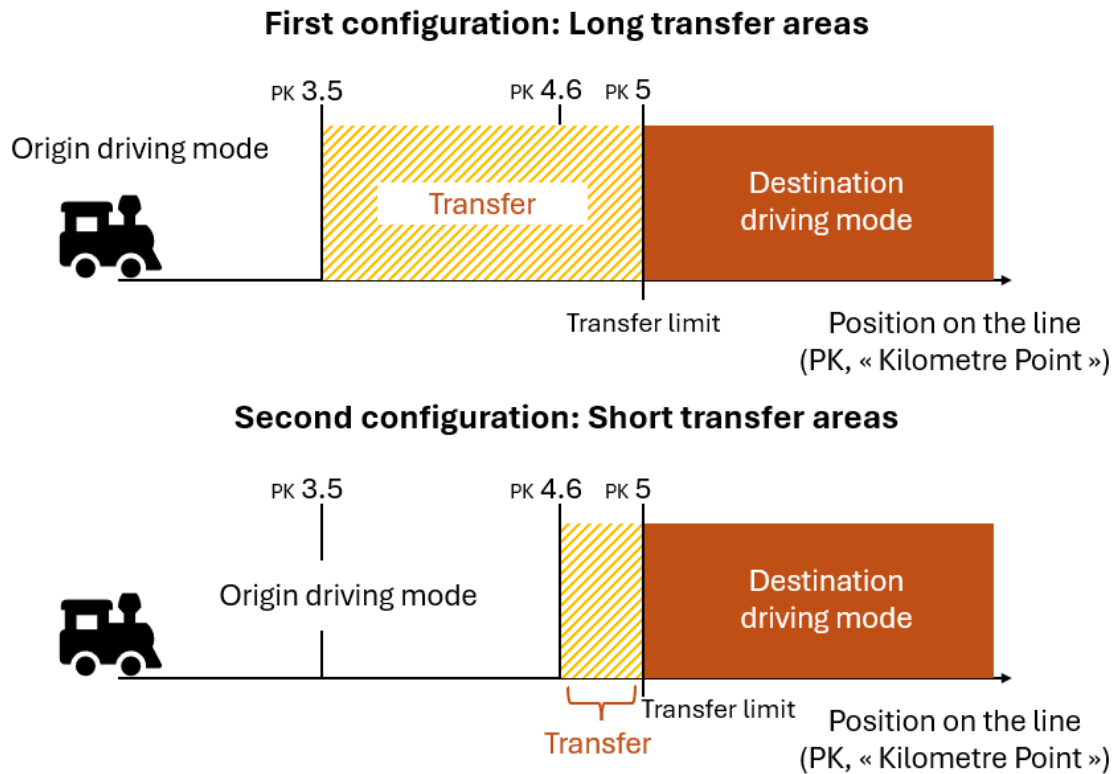 First configuration: Long transfer areas
PK 3.5
PK 4.6
PK 5
Origin driving mode
Transfer
Destination
driving mode
Transfer limit
Position on the line
(PK, « Kilometre Point »)
Second configuration: Short transfer areas
PK 3.5
PK 4.6
PK 5
Origin driving mode
Destination
driving mode
Transfer limit
Transfer
Position on the line
(PK, « Kilometre Point »)